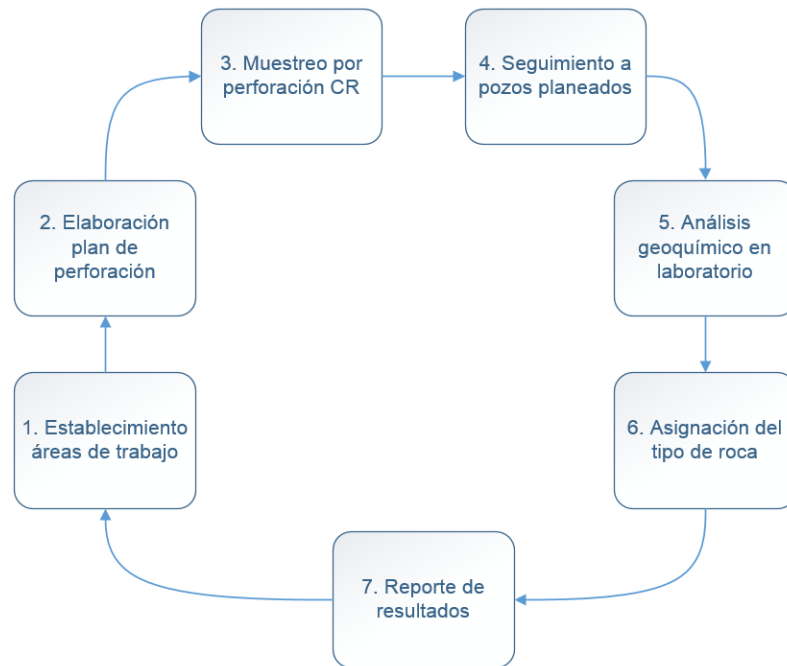 1. Establecimiento
áreas de trabajo
2. Elaboración
plan de
perforación
3. Muestreo por
perforación CR
4. Seguimiento a
pozos planeados
5. Análisis
geoquímico en
laboratorio
6. Asignación del
tipo de roca
7. Reporte de
resultados